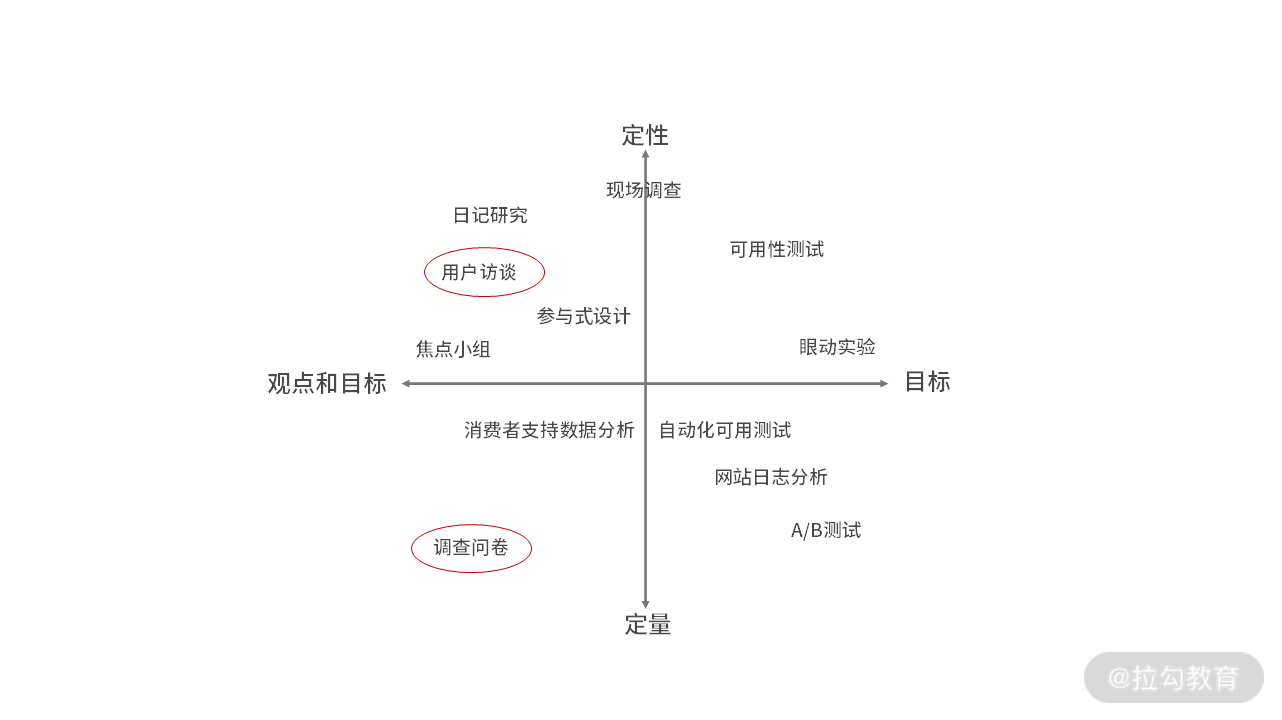 定性
现场调查
日记研究
可用性测试
用户访谈
参与式设计
焦点小组
眼动实验
观点和目标
目标
消费者支持数据分析
自动化可用测试
网站日志分析
A/B测试
调查问卷
定量
@拉勾教育